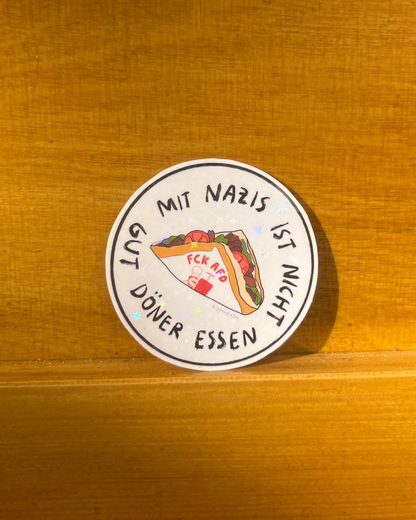 MIT NAZIS IST NICHT GUT DÖNER ESSEN
FCK AFD